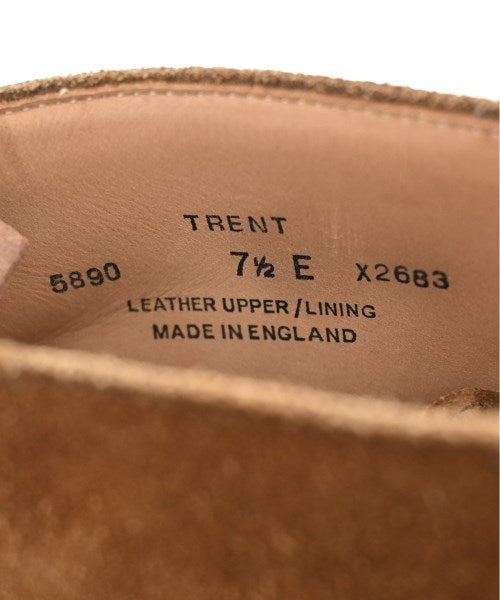 TRENT
5890 7½ E X2683
LEATHER UPPER/LINING
MADE IN ENGLAND